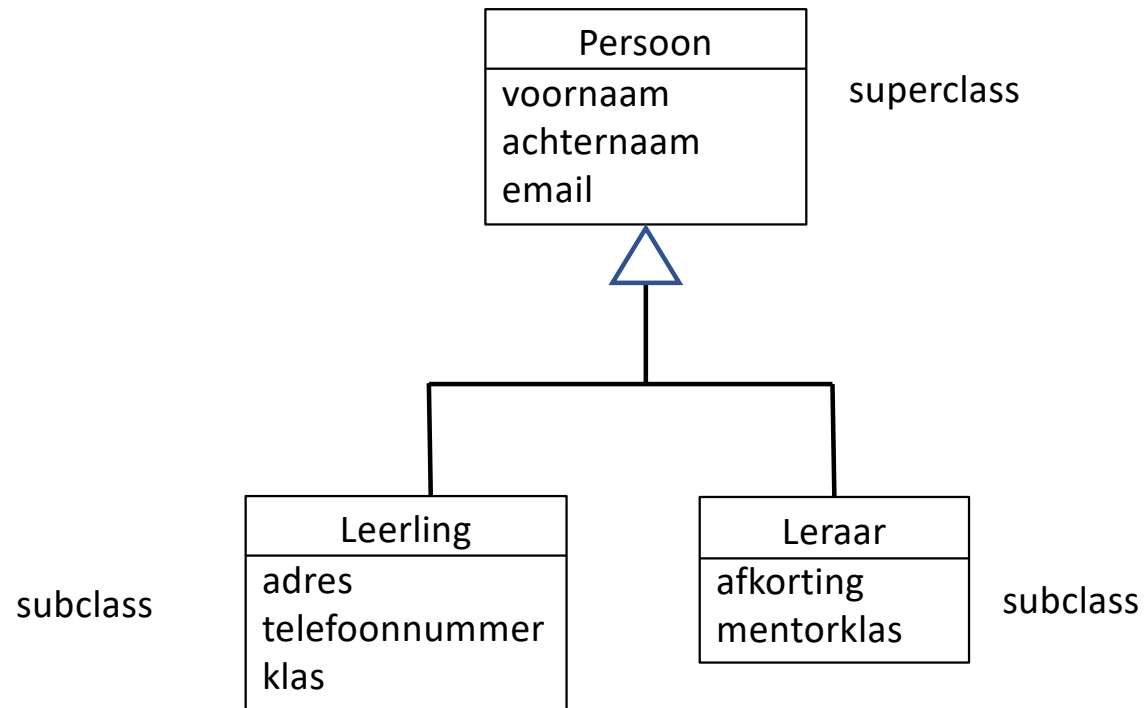 Persoon
voornaam
achternaam
email
superclass
Leerling
adres
telefoonnummer
klas
subclass
Leraar
afkorting
mentorklas
subclass